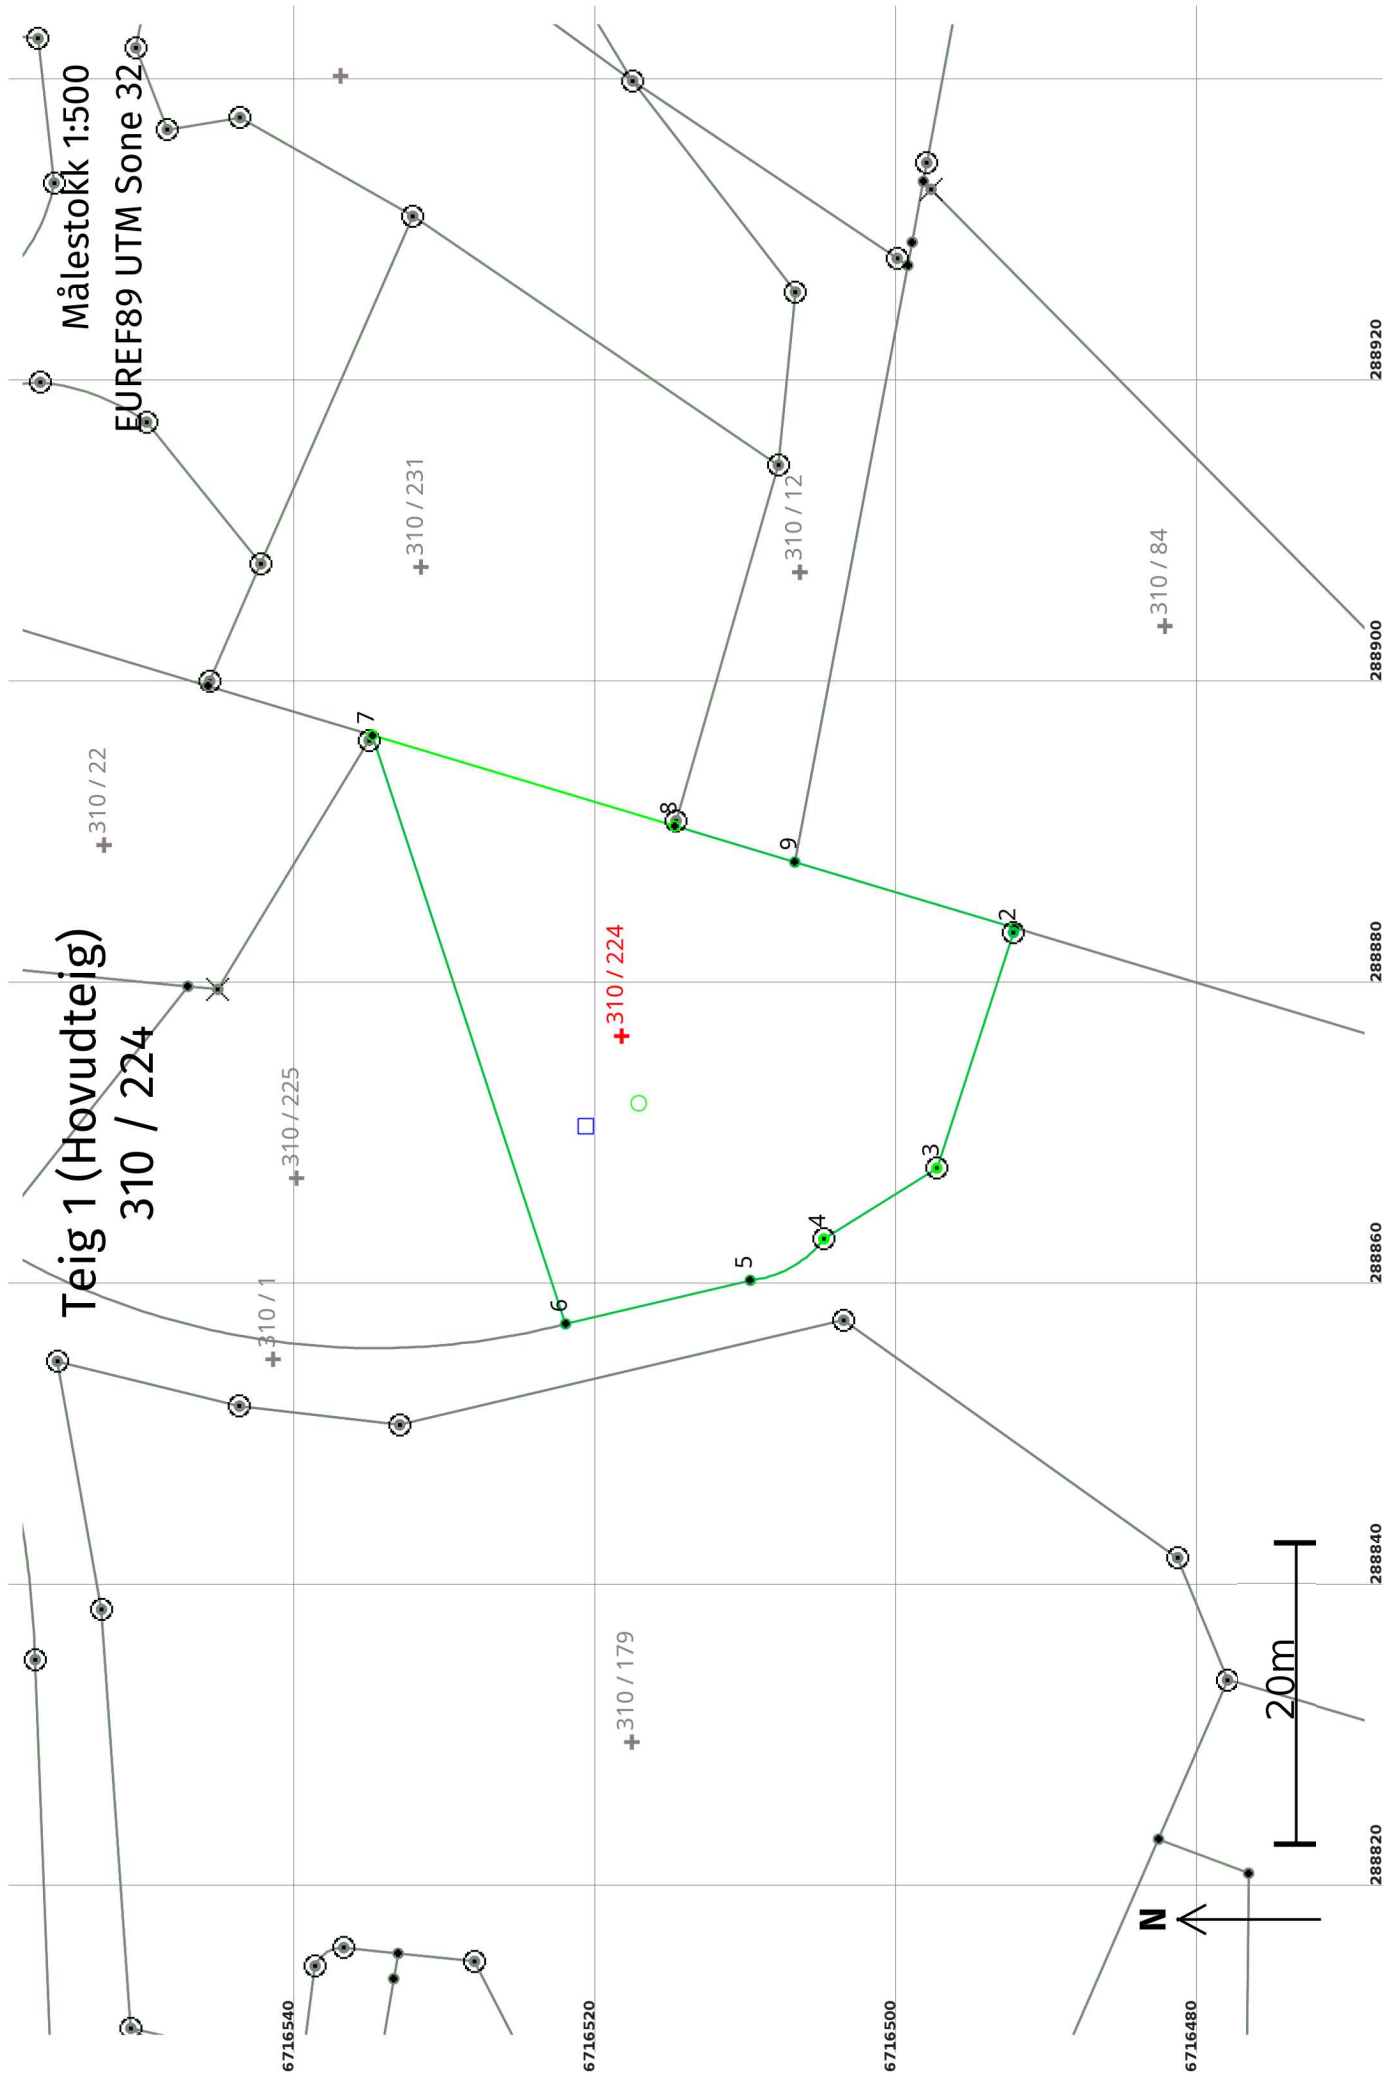 Teig 1 (Hovudteig)
310 / 224
Målestokk 1:500
EUREF89 UTM Sone 32
310 / 22
310 / 225
310 / 1
310 / 231
310 / 12
310 / 84
310 / 224
310 / 179
7
8
9
2
3
4
5
6
6716540
6716520
6716500
6716480
288820
288840
288860
288880
288900
288920
N
20m